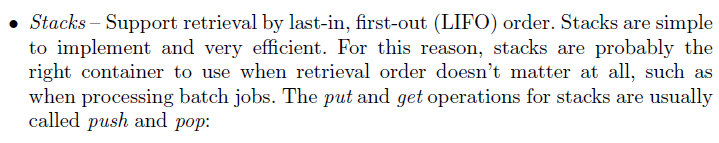 • Stacks – Support retrieval by last-in, first-out (LIFO) order. Stacks are simple
to implement and very efficient. For this reason, stacks are probably the
right container to use when retrieval order doesn't matter at all, such as
when processing batch jobs. The put and get operations for stacks are usually
called push and pop: